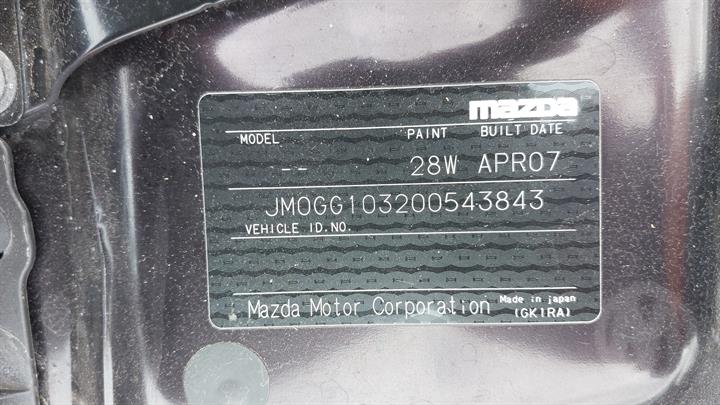 mazda
MODEL PAINT BUILT DATE
-- 28W APR07
JM0GG103200543843
VEHICLE ID.NO.
Mazda Motor Corporation Made in japan
(GK1RA)